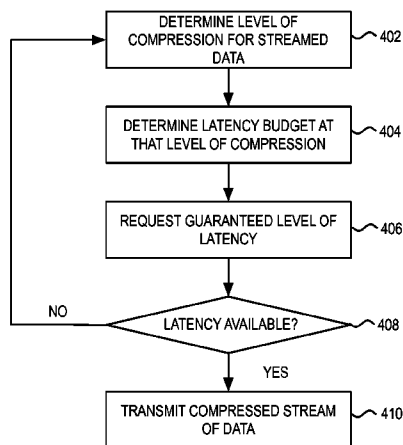 DETERMINE LEVEL OF
COMPRESSION FOR STREAMED
DATA
402
DETERMINE LATENCY BUDGET AT
THAT LEVEL OF COMPRESSION
404
REQUEST GUARANTEED LEVEL OF
LATENCY
406
NO
LATENCY AVAILABLE?
408
YES
TRANSMIT COMPRESSED STREAM
OF DATA
410